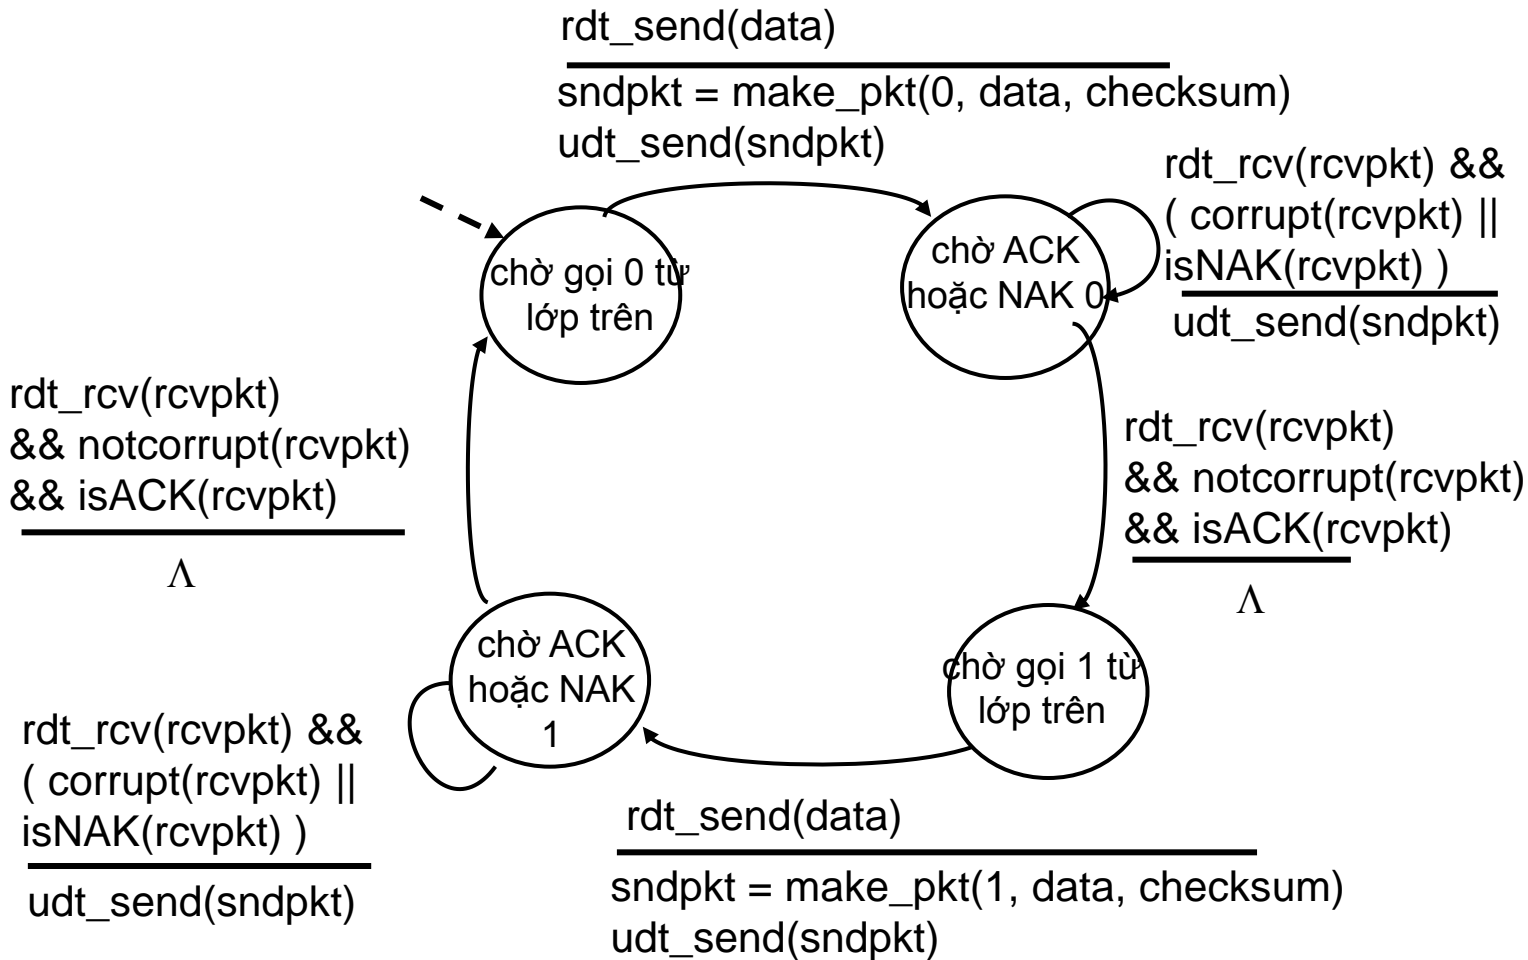 rdt_send(data)
sndpkt = make_pkt(0, data, checksum)
udt_send(sndpkt)
rdt_rcv(rcvpkt) &&
( corrupt(rcvpkt) ||
isNAK(rcvpkt) )
udt_send(sndpkt)
chờ gọi 0 từ
lớp trên
chờ ACK
hoặc NAK 0
rdt_rcv(rcvpkt)
&& notcorrupt(rcvpkt)
&& isACK(rcvpkt)
Λ
rdt_rcv(rcvpkt)
&& notcorrupt(rcvpkt)
&& isACK(rcvpkt)
Λ
chờ ACK
hoặc NAK
1
chờ gọi 1 từ
lớp trên
rdt_rcv(rcvpkt) &&
( corrupt(rcvpkt) ||
isNAK(rcvpkt) )
udt_send(sndpkt)
rdt_send(data)
sndpkt = make_pkt(1, data, checksum)
udt_send(sndpkt)